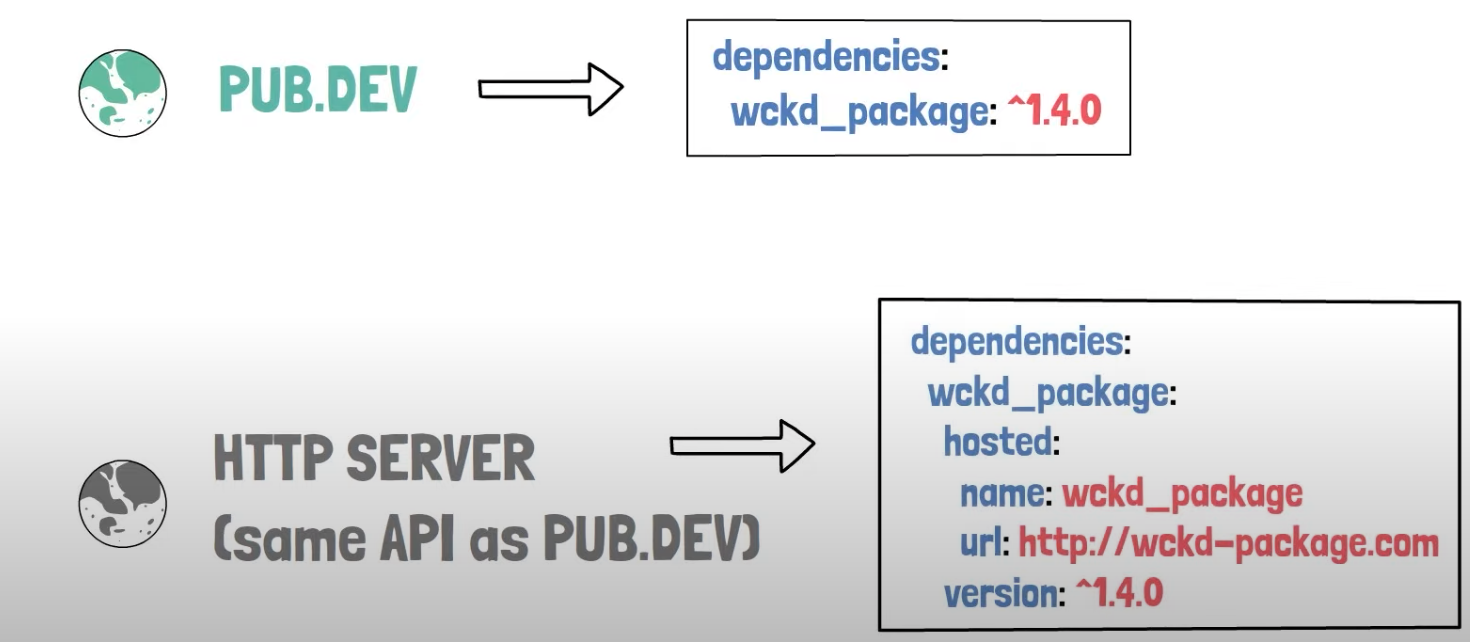 PUB.DEV
dependencies:
wckd_package: ^1.4.0
HTTP SERVER
(same API as PUB.DEV)
dependencies:
wckd_package:
hosted:
name: wckd_package
url: http://wckd-package.com
version: ^1.4.0